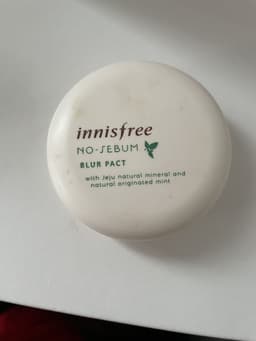 innisfree
NO-SEBUM
BLUR PACT
with Jeju natural mineral and
natural originated mint